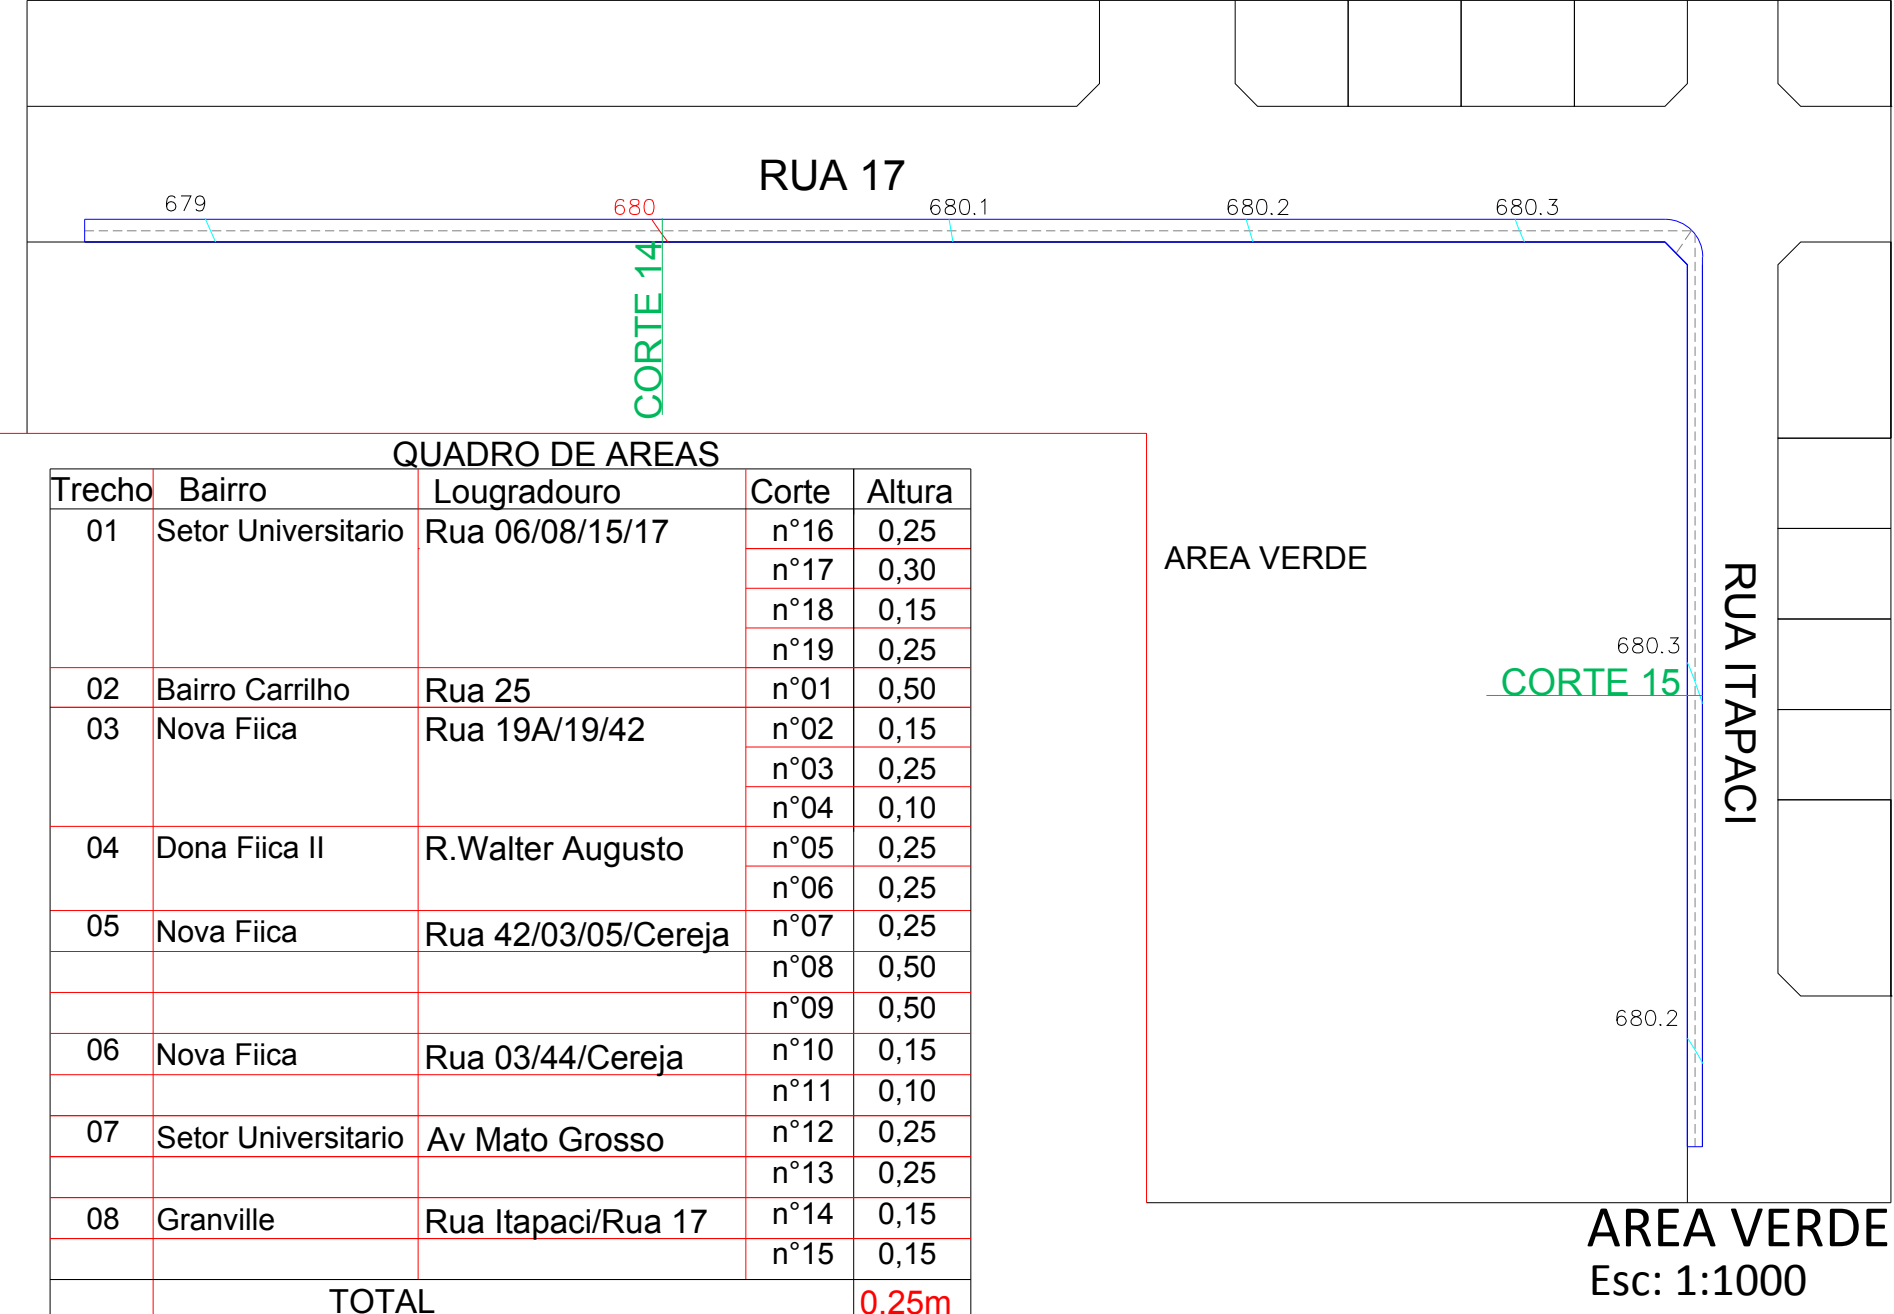 RUA 17
679
680
680.1
680.2
680.3
CORTE 14
QUADRO DE AREAS
Trecho Bairro Lougradouro Corte Altura
01 Setor Universitario Rua 06/08/15/17 n°16 0,25
n°17 0,30
n°18 0,15
n°19 0,25
02 Bairro Carrilho Rua 25 n°01 0,50
03 Nova Fiica Rua 19A/19/42 n°02 0,15
n°03 0,25
n°04 0,10
04 Dona Fiica II R.Walter Augusto n°05 0,25
n°06 0,25
05 Nova Fiica Rua 42/03/05/Cereja n°07 0,25
n°08 0,50
n°09 0,50
06 Nova Fiica Rua 03/44/Cereja n°10 0,15
n°11 0,10
07 Setor Universitario Av Mato Grosso n°12 0,25
n°13 0,25
08 Granville Rua Itapaci/Rua 17 n°14 0,15
n°15 0,15
TOTAL 0.25m
AREA VERDE
RUA ITAPACI
680.3
CORTE 15
680.2
AREA VERDE
Esc: 1:1000